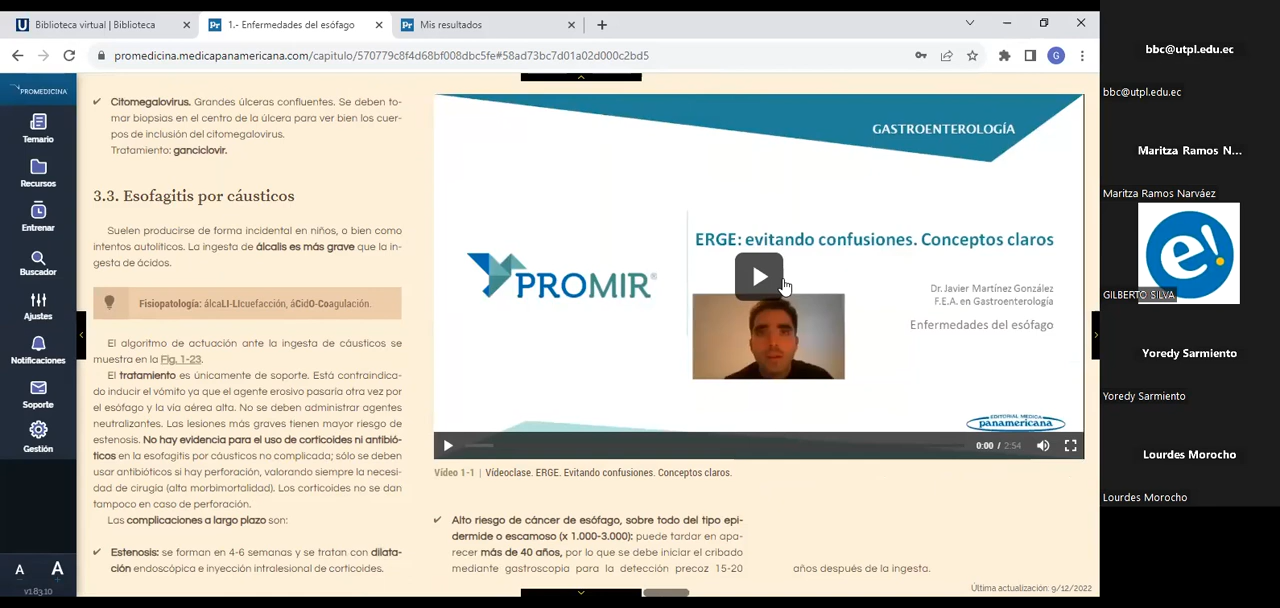 Biblioteca virtual | Biblioteca
1.- Enfermedades del esófago
Mis resultados
promedicina.medicapanamericana.com/capitulo/570779c8f4d68bf008dbc5fe#58ad73bc7d01a02d000c2bd5
G
PROMEDICINA
Temario
Recursos
Entrenar
Buscador
Ajustes
Notificaciones
Soporte
Gestión
A A
v1.83.10
Citomegalovirus. Grandes úlceras confluentes. Se deben to-
mar biopsias en el centro de la úlcera para ver bien los cuer-
pos de inclusión del citomegalovirus.
Tratamiento: ganciclovir.
3.3. Esofagitis por cáusticos
Suelen producirse de forma incidental en niños, o bien como
intentos autolíticos. La ingesta de álcalis es más grave que la in-
gesta de ácidos.
Fisiopatología: álcaLI-LIcuefacción, áCidO-COagulación.
El algoritmo de actuación ante la ingesta de cáusticos se
muestra en la Fig. 1-23.
El tratamiento es únicamente de soporte. Está contraindica-
do inducir el vómito ya que el agente erosivo pasaría otra vez por
el esófago y la vía aérea alta. No se deben administrar agentes
neutralizantes. Las lesiones más graves tienen mayor riesgo de
estenosis. No hay evidencia para el uso de corticoides ni antibió-
ticos en la esofagitis por cáusticos no complicada; sólo se deben
usar antibióticos si hay perforación, valorando siempre la necesi-
dad de cirugía (alta morbimortalidad). Los corticoides no se dan
tampoco en caso de perforación.
Las complicaciones a largo plazo son:
Estenosis: se forman en 4-6 semanas y se tratan con dilata-
ción endoscópica e inyección intralesional de corticoides.
GASTROENTEROLOGÍA
PROMIR®
ERGE: evitando confusiones. Conceptos claros
Dr. Javier Martínez González
F.E.A. en Gastroenterología
Enfermedades del esófago
EDITORIAL MEDICA
panamericana
0:00 / 2:54
Vídeo 1-1 | Vídeoclase. ERGE. Evitando confusiones. Conceptos claros.
Alto riesgo de cáncer de esófago, sobre todo del tipo epi-
dermide o escamoso (x 1.000-3.000): puede tardar en apa-
recer más de 40 años, por lo que se debe iniciar el cribado
mediante gastroscopia para la detección precoz 15-20
años después de la ingesta.
Última actualización: 9/12/2022
bbc@utpl.edu.ec
bbc@utpl.edu.ec
Maritza Ramos N...
Maritza Ramos Narváez
e!
GILBERTO SILVA
Yoredy Sarmiento
Yoredy Sarmiento
Lourdes Morocho
Lourdes Morocho